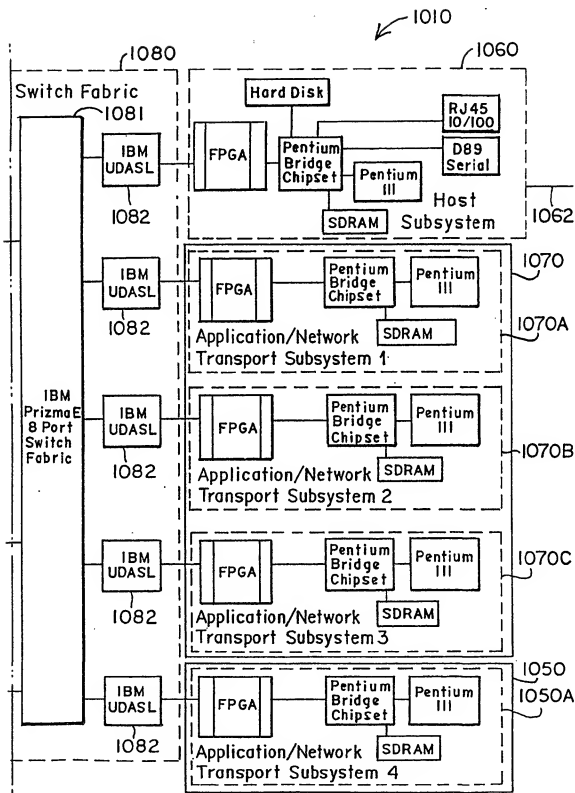 1010
1080
1060
Switch Fabric
1081
IBM
UDASL
1082
FPGA
Hard Disk
Pentium
Bridge
Chipset
Pentium
III
SDRAM
RJ45
10/100
D89
Serial
Host
Subsystem
1062
IBM
UDASL
1082
FPGA
Pentium
Bridge
Chipset
Pentium
III
SDRAM
Application/Network
Transport Subsystem 1
1070
1070A
IBM
PrizmaE
8 Port
Switch
Fabric
IBM
UDASL
1082
FPGA
Pentium
Bridge
Chipset
Pentium
III
SDRAM
Application/Network
Transport Subsystem 2
1070B
IBM
UDASL
1082
FPGA
Pentium
Bridge
Chipset
Pentium
III
SDRAM
Application/Network
Transport Subsystem 3
1070C
IBM
UDASL
1082
FPGA
Pentium
Bridge
Chipset
Pentium
III
SDRAM
Application/Network
Transport Subsystem 4
1050
1050A